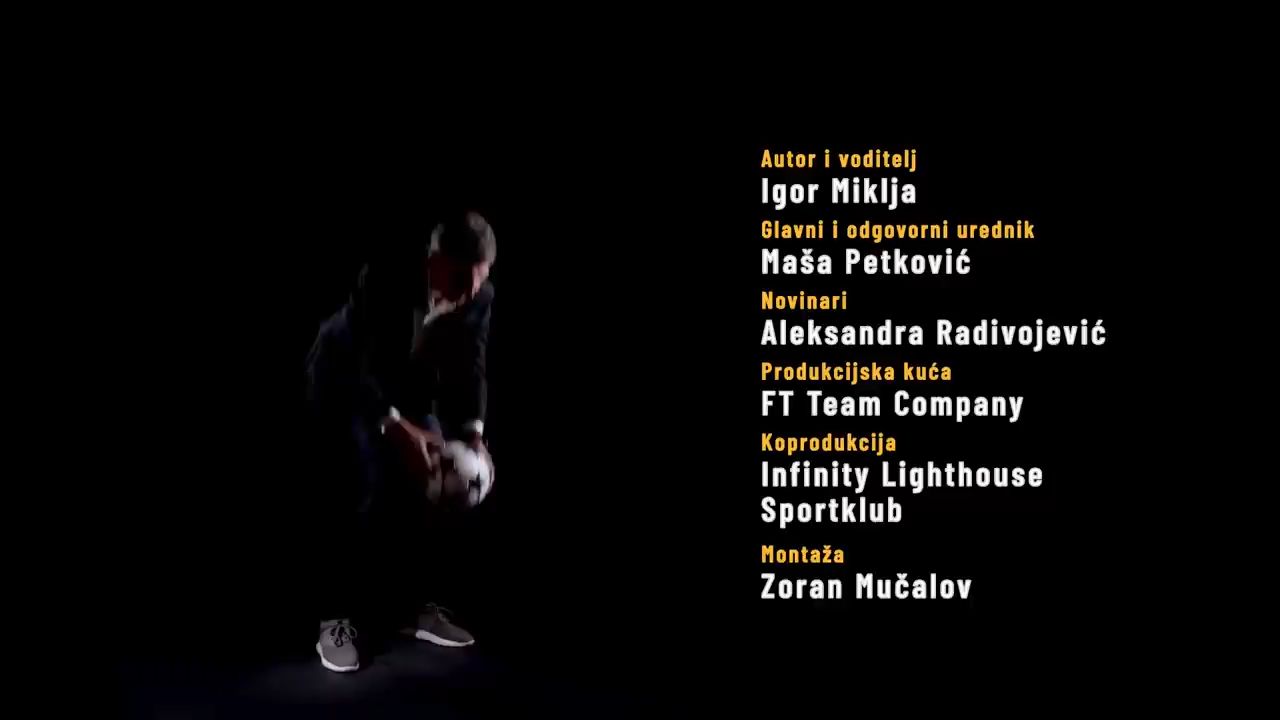 Autor i voditelj
Igor Miklja
Glavni i odgovorni urednik
Maša Petković
Novinari
Aleksandra Radivojević
Produkcijska kuća
FT Team Company
Koprodukcija
Infinity Lighthouse
Sportklub
Montaža
Zoran Mučalov